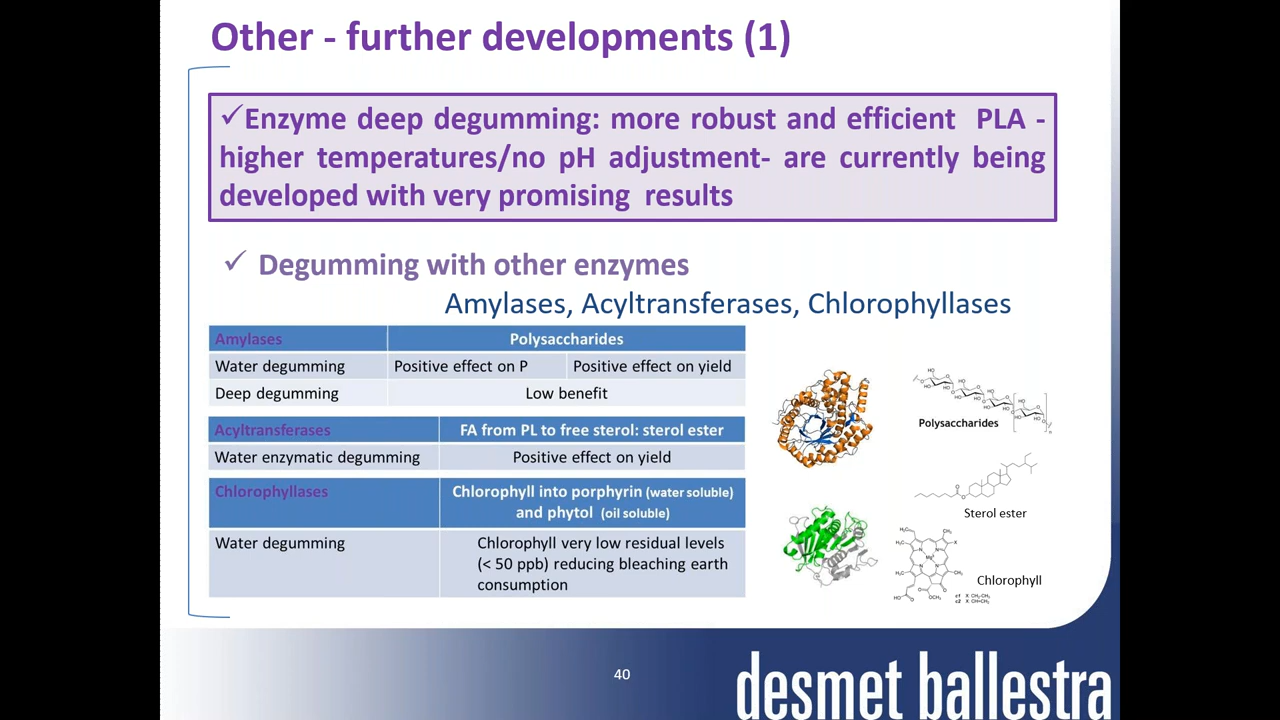 Other - further developments (1)
✓Enzyme deep degumming: more robust and efficient PLA -
higher temperatures/no pH adjustment- are currently being
developed with very promising results
✓ Degumming with other enzymes
Amylases, Acyltransferases, Chlorophyllases
Amylases Polysaccharides
Water degumming Positive effect on P Positive effect on yield
Deep degumming Low benefit
Acyltransferases FA from PL to free sterol: sterol ester
Water enzymatic degumming Positive effect on yield
Chlorophyllases Chlorophyll into porphyrin (water soluble)
and phytol (oil soluble)
Water degumming Chlorophyll very low residual levels
(< 50 ppb) reducing bleaching earth
consumption
Polysaccharides
Sterol ester
Chlorophyll
40
desmet ballestra